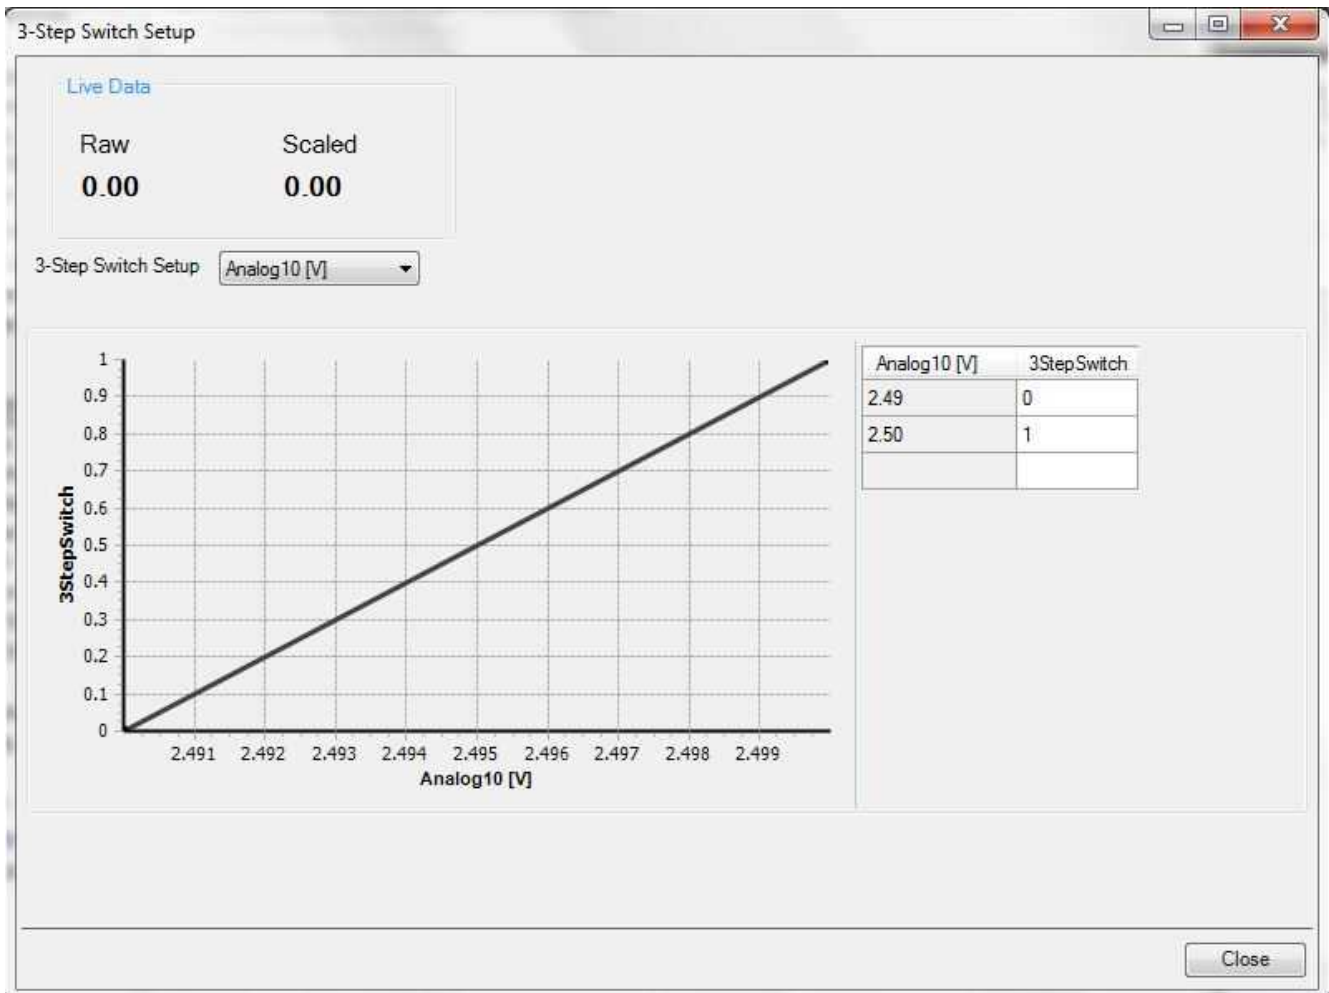 3-Step Switch Setup
Live Data
Raw Scaled
0.00 0.00
3-Step Switch Setup Analog10 [V]
Analog10 [V] 3StepSwitch
2.49 0
2.50 1
3StepSwitch
1
0.9
0.8
0.7
0.6
0.5
0.4
0.3
0.2
0.1
0
2.491 2.492 2.493 2.494 2.495 2.496 2.497 2.498 2.499
Analog10 [V]
Close